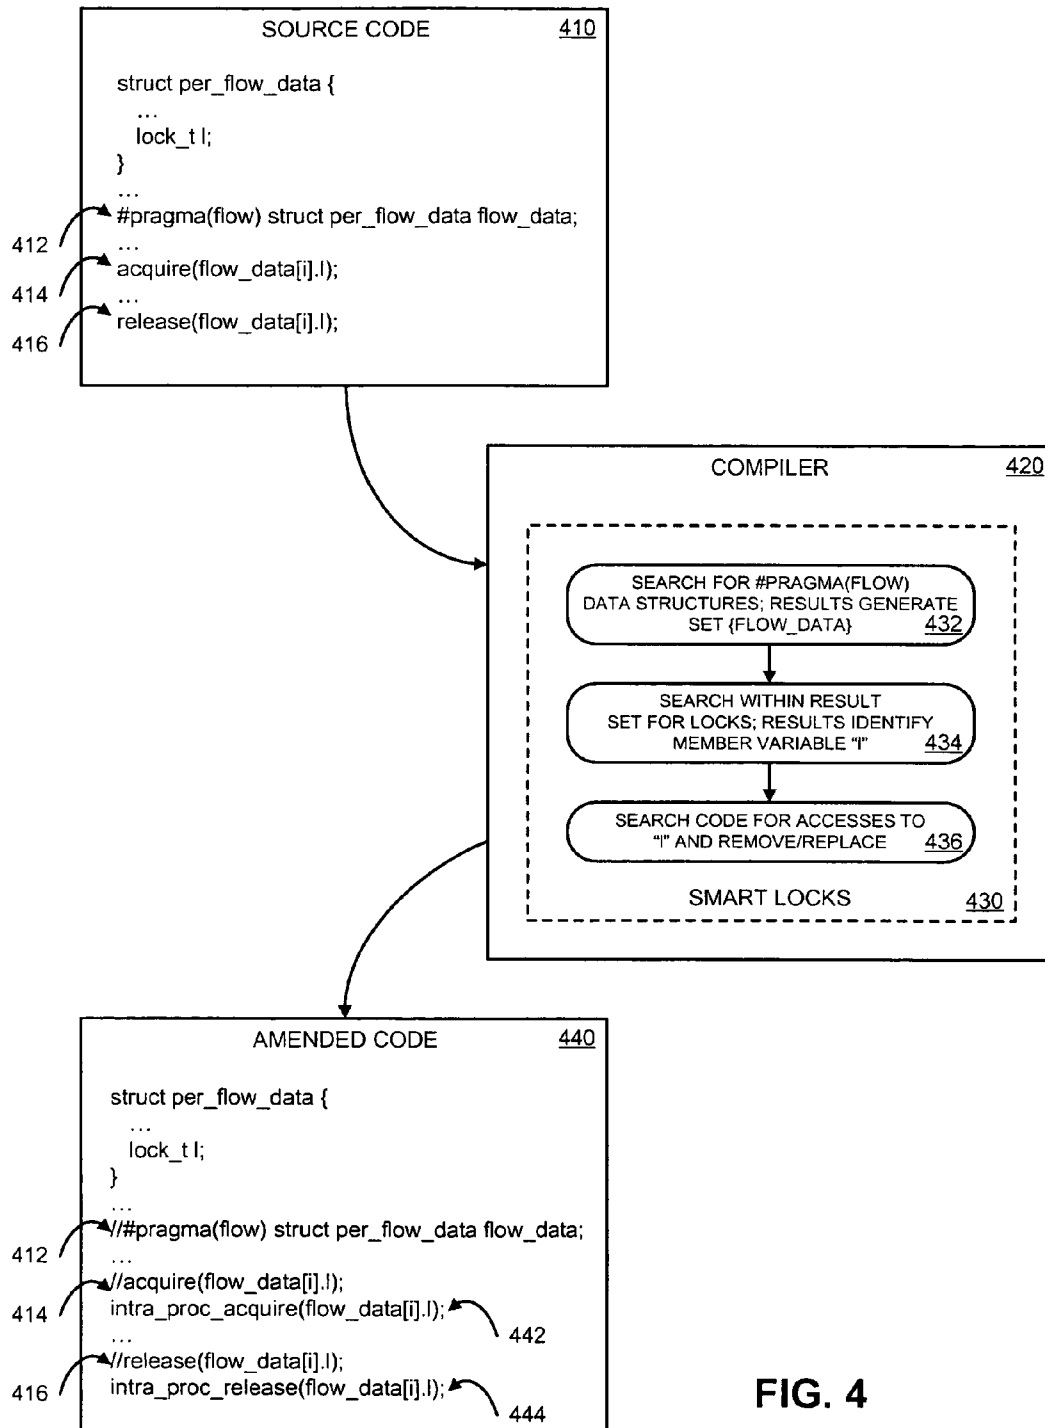 SOURCE CODE 410
struct per_flow_data {
...
lock_t l;
}
...
412 #pragma(flow) struct per_flow_data flow_data;
...
414 acquire(flow_data[i].l);
...
416 release(flow_data[i].l);
COMPILER 420
SEARCH FOR #PRAGMA(FLOW)
DATA STRUCTURES; RESULTS GENERATE
SET {FLOW_DATA} 432
SEARCH WITHIN RESULT
SET FOR LOCKS; RESULTS IDENTIFY
MEMBER VARIABLE "l" 434
SEARCH CODE FOR ACCESSES TO
"l" AND REMOVE/REPLACE 436
SMART LOCKS 430
AMENDED CODE 440
struct per_flow_data {
...
lock_t l;
}
...
412 //#pragma(flow) struct per_flow_data flow_data;
...
414 //acquire(flow_data[i].l);
intra_proc_acquire(flow_data[i].l); 442
...
416 //release(flow_data[i].l);
intra_proc_release(flow_data[i].l); 444
FIG. 4